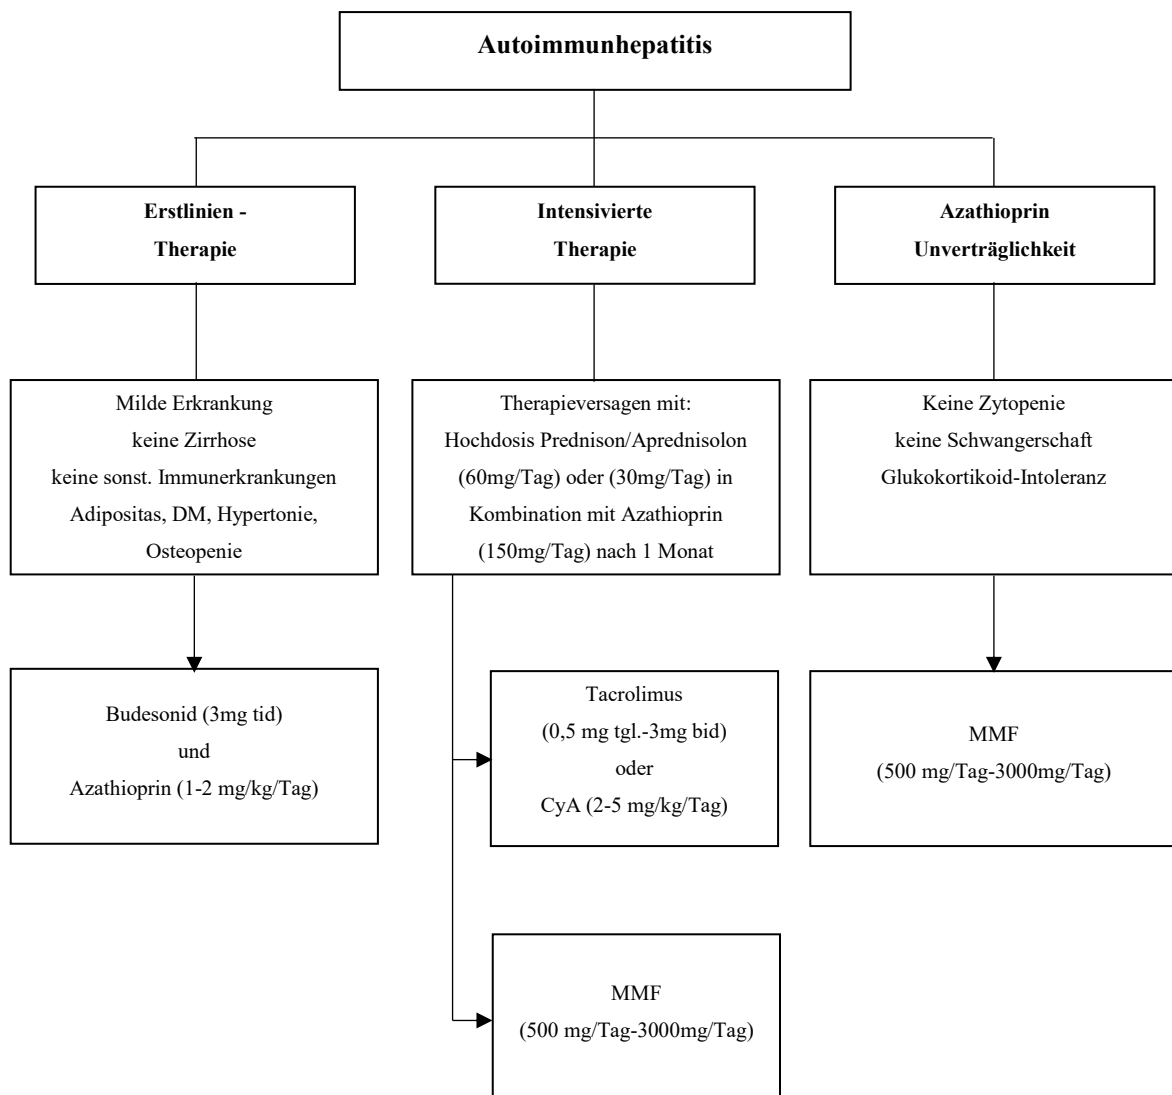 Autoimmunhepatitis
Erstlinien -
Therapie
Intensivierte
Therapie
Azathioprin
Unverträglichkeit
Milde Erkrankung
keine Zirrhose
keine sonst. Immunerkrankungen
Adipositas, DM, Hypertonie,
Osteopenie
Therapieversagen mit:
Hochdosis Prednison/Aprednisolon
(60mg/Tag) oder (30mg/Tag) in
Kombination mit Azathioprin
(150mg/Tag) nach 1 Monat
Keine Zytopenie
keine Schwangerschaft
Glukokortikoid-Intoleranz
Budesonid (3mg tid)
und
Azathioprin (1-2 mg/kg/Tag)
Tacrolimus
(0,5 mg tgl.-3mg bid)
oder
CyA (2-5 mg/kg/Tag)
MMF
(500 mg/Tag-3000mg/Tag)
MMF
(500 mg/Tag-3000mg/Tag)